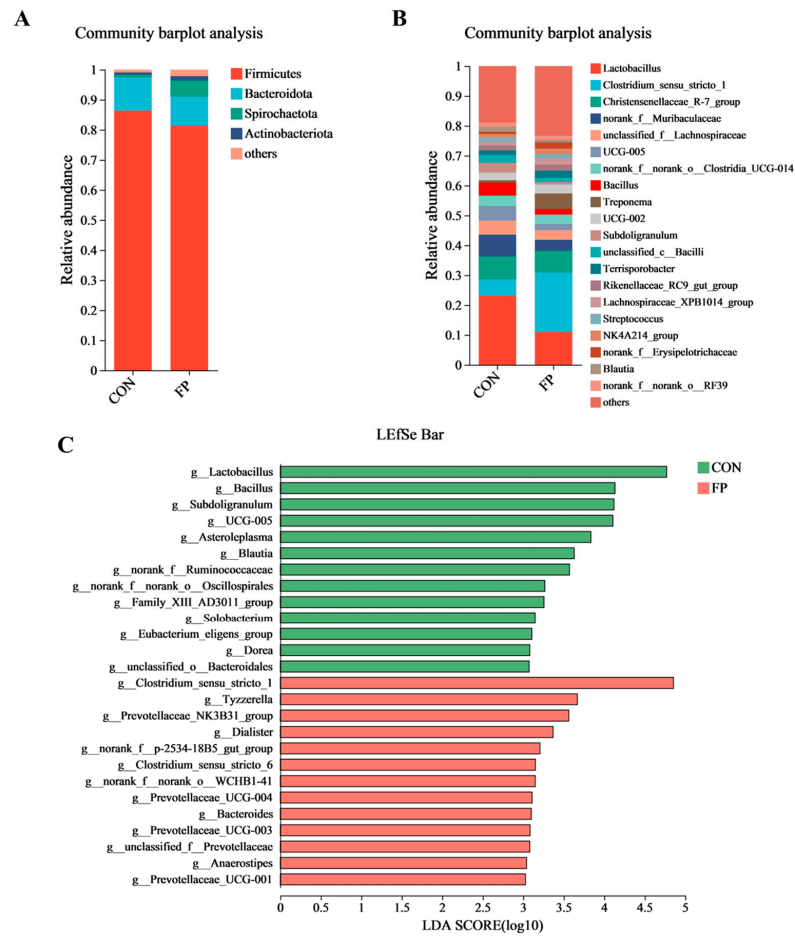 A
Community barplot analysis
Relative abundance
1
0.9
0.8
0.7
0.6
0.5
0.4
0.3
0.2
0.1
0
CON
FP
Firmicutes
Bacteroidota
Spirochaetota
Actinobacteriota
others
B
Community barplot analysis
Relative abundance
1
0.9
0.8
0.7
0.6
0.5
0.4
0.3
0.2
0.1
0
CON
FP
Lactobacillus
Clostridium_sensu_stricto_1
Christensenellaceae_R-7_group
norank_f__Muribaculaceae
unclassified_f__Lachnospiraceae
UCG-005
norank_f__norank_o__Clostridia_UCG-014
Bacillus
Treponema
UCG-002
Subdoligranulum
unclassified_c__Bacilli
Terrisporobacter
Rikenellaceae_RC9_gut_group
Lachnospiraceae_XPB1014_group
Streptococcus
NK4A214_group
norank_f__Erysipelotrichaceae
Blautia
norank_f__norank_o__RF39
others
C
LEfSe Bar
CON
FP
g__Lactobacillus
g__Bacillus
g__Subdoligranulum
g__UCG-005
g__Asteroleplasma
g__Blautia
g__norank_f__Ruminococcaceae
g__norank_f__norank_o__Oscillospirales
g__Family_XIII_AD3011_group
g__Solobacterium
g__Eubacterium_eligens_group
g__Dorea
g__unclassified_o__Bacteroidales
g__Clostridium_sensu_stricto_1
g__Tyzzerella
g__Prevotellaceae_NK3B31_group
g__Dialister
g__norank_f__p-2534-18B5_gut_group
g__Clostridium_sensu_stricto_6
g__norank_f__norank_o__WCHB1-41
g__Prevotellaceae_UCG-004
g__Bacteroides
g__Prevotellaceae_UCG-003
g__unclassified_f__Prevotellaceae
g__Anaerostipes
g__Prevotellaceae_UCG-001
0 0.5 1 1.5 2 2.5 3 3.5 4 4.5 5
LDA SCORE(log10)